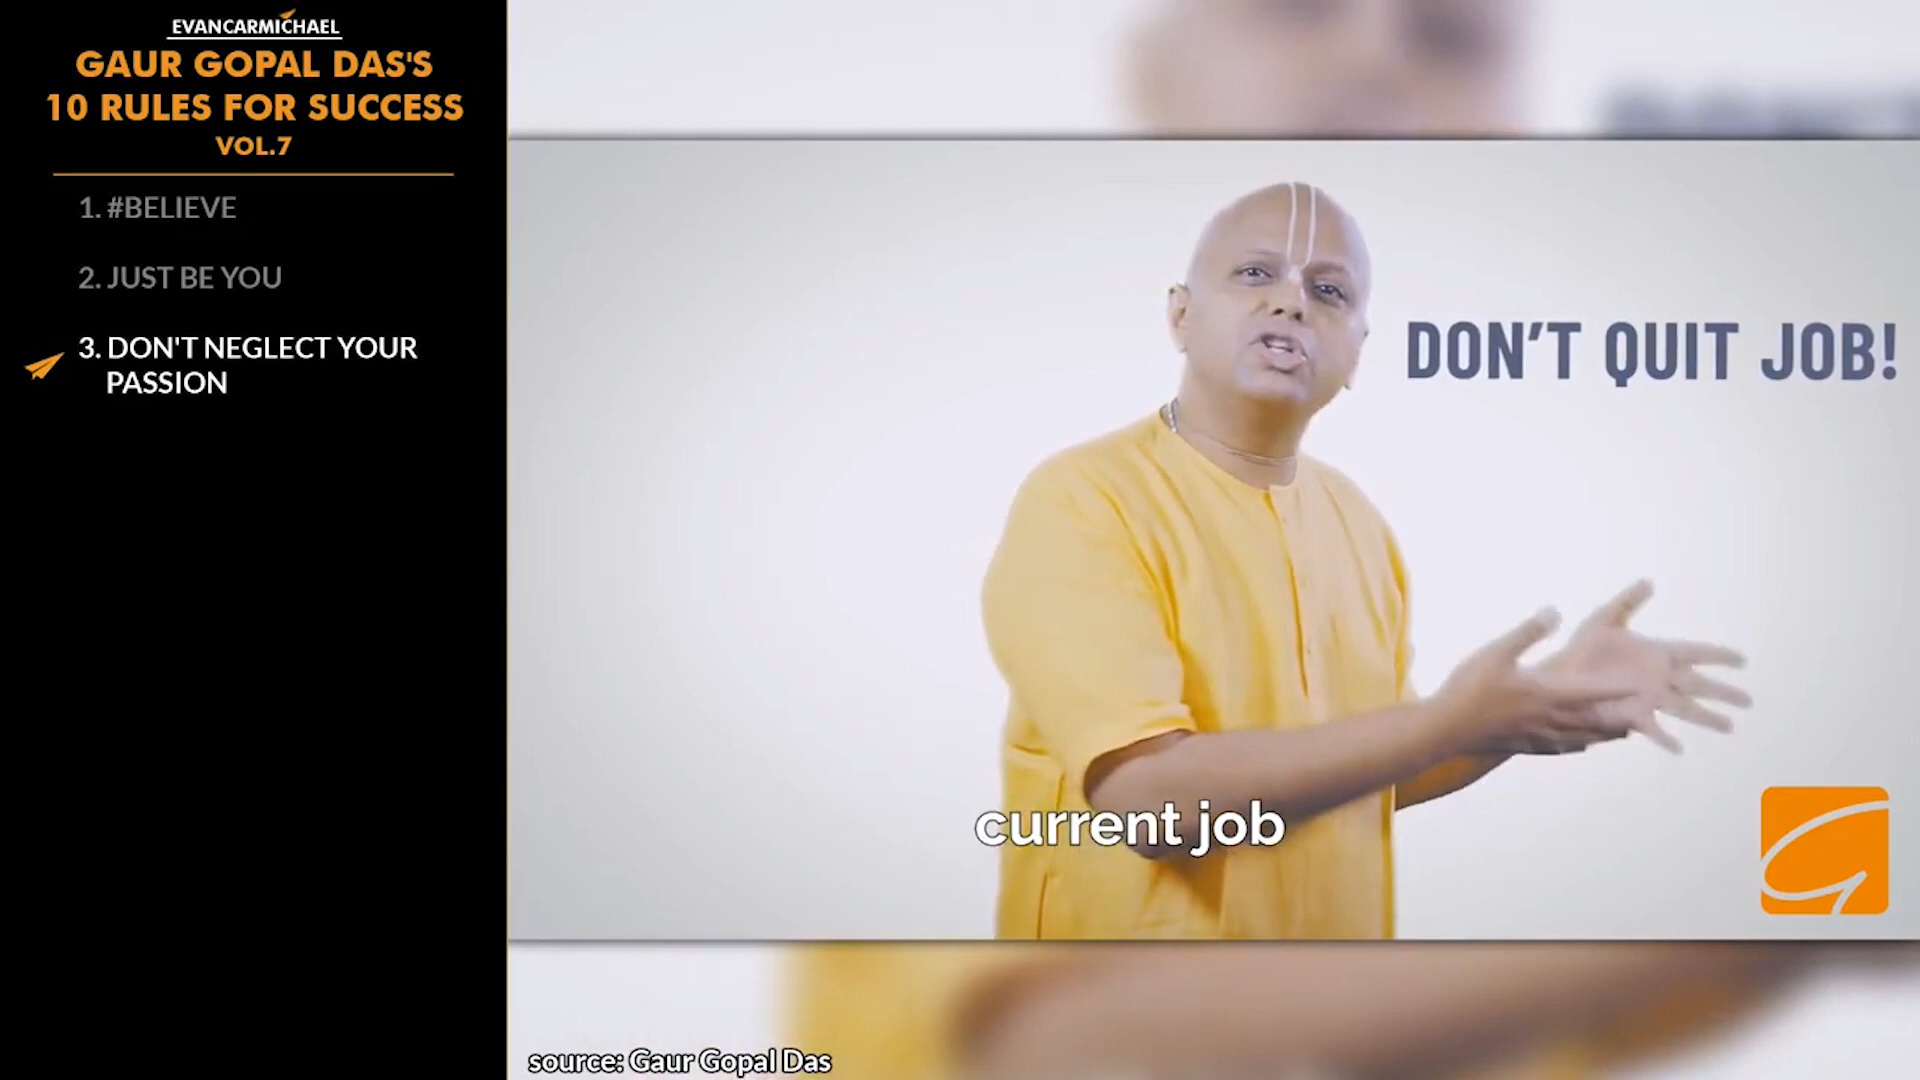 EVANCARMICHAEL
GAUR GOPAL DAS'S
10 RULES FOR SUCCESS
VOL.7
1. #BELIEVE
2. JUST BE YOU
3. DON'T NEGLECT YOUR
PASSION
DON'T QUIT JOB!
current job
source: Gaur Gopal Das